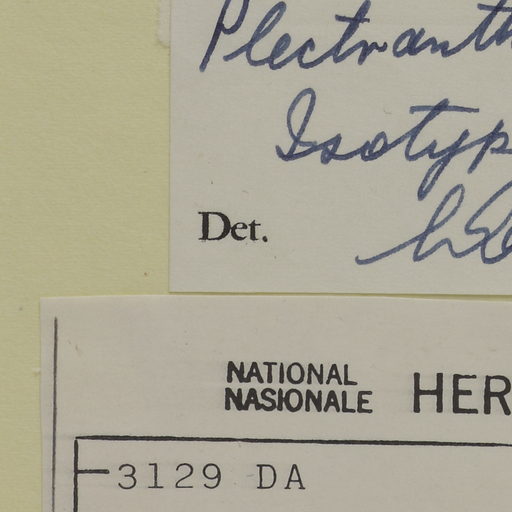 Plectranth
Isotyp
Det.
NATIONAL
NASIONALE
HER
3129 DA